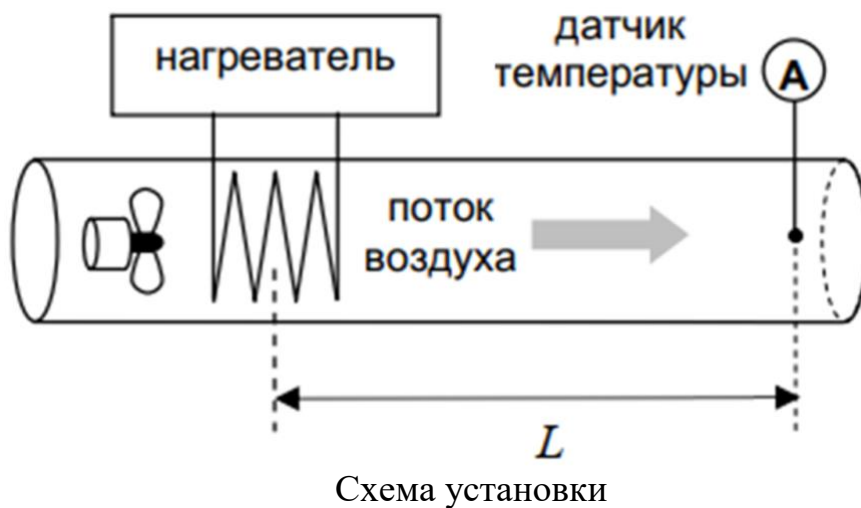 нагреватель
датчик
температуры
A
поток
воздуха
L
Схема установки